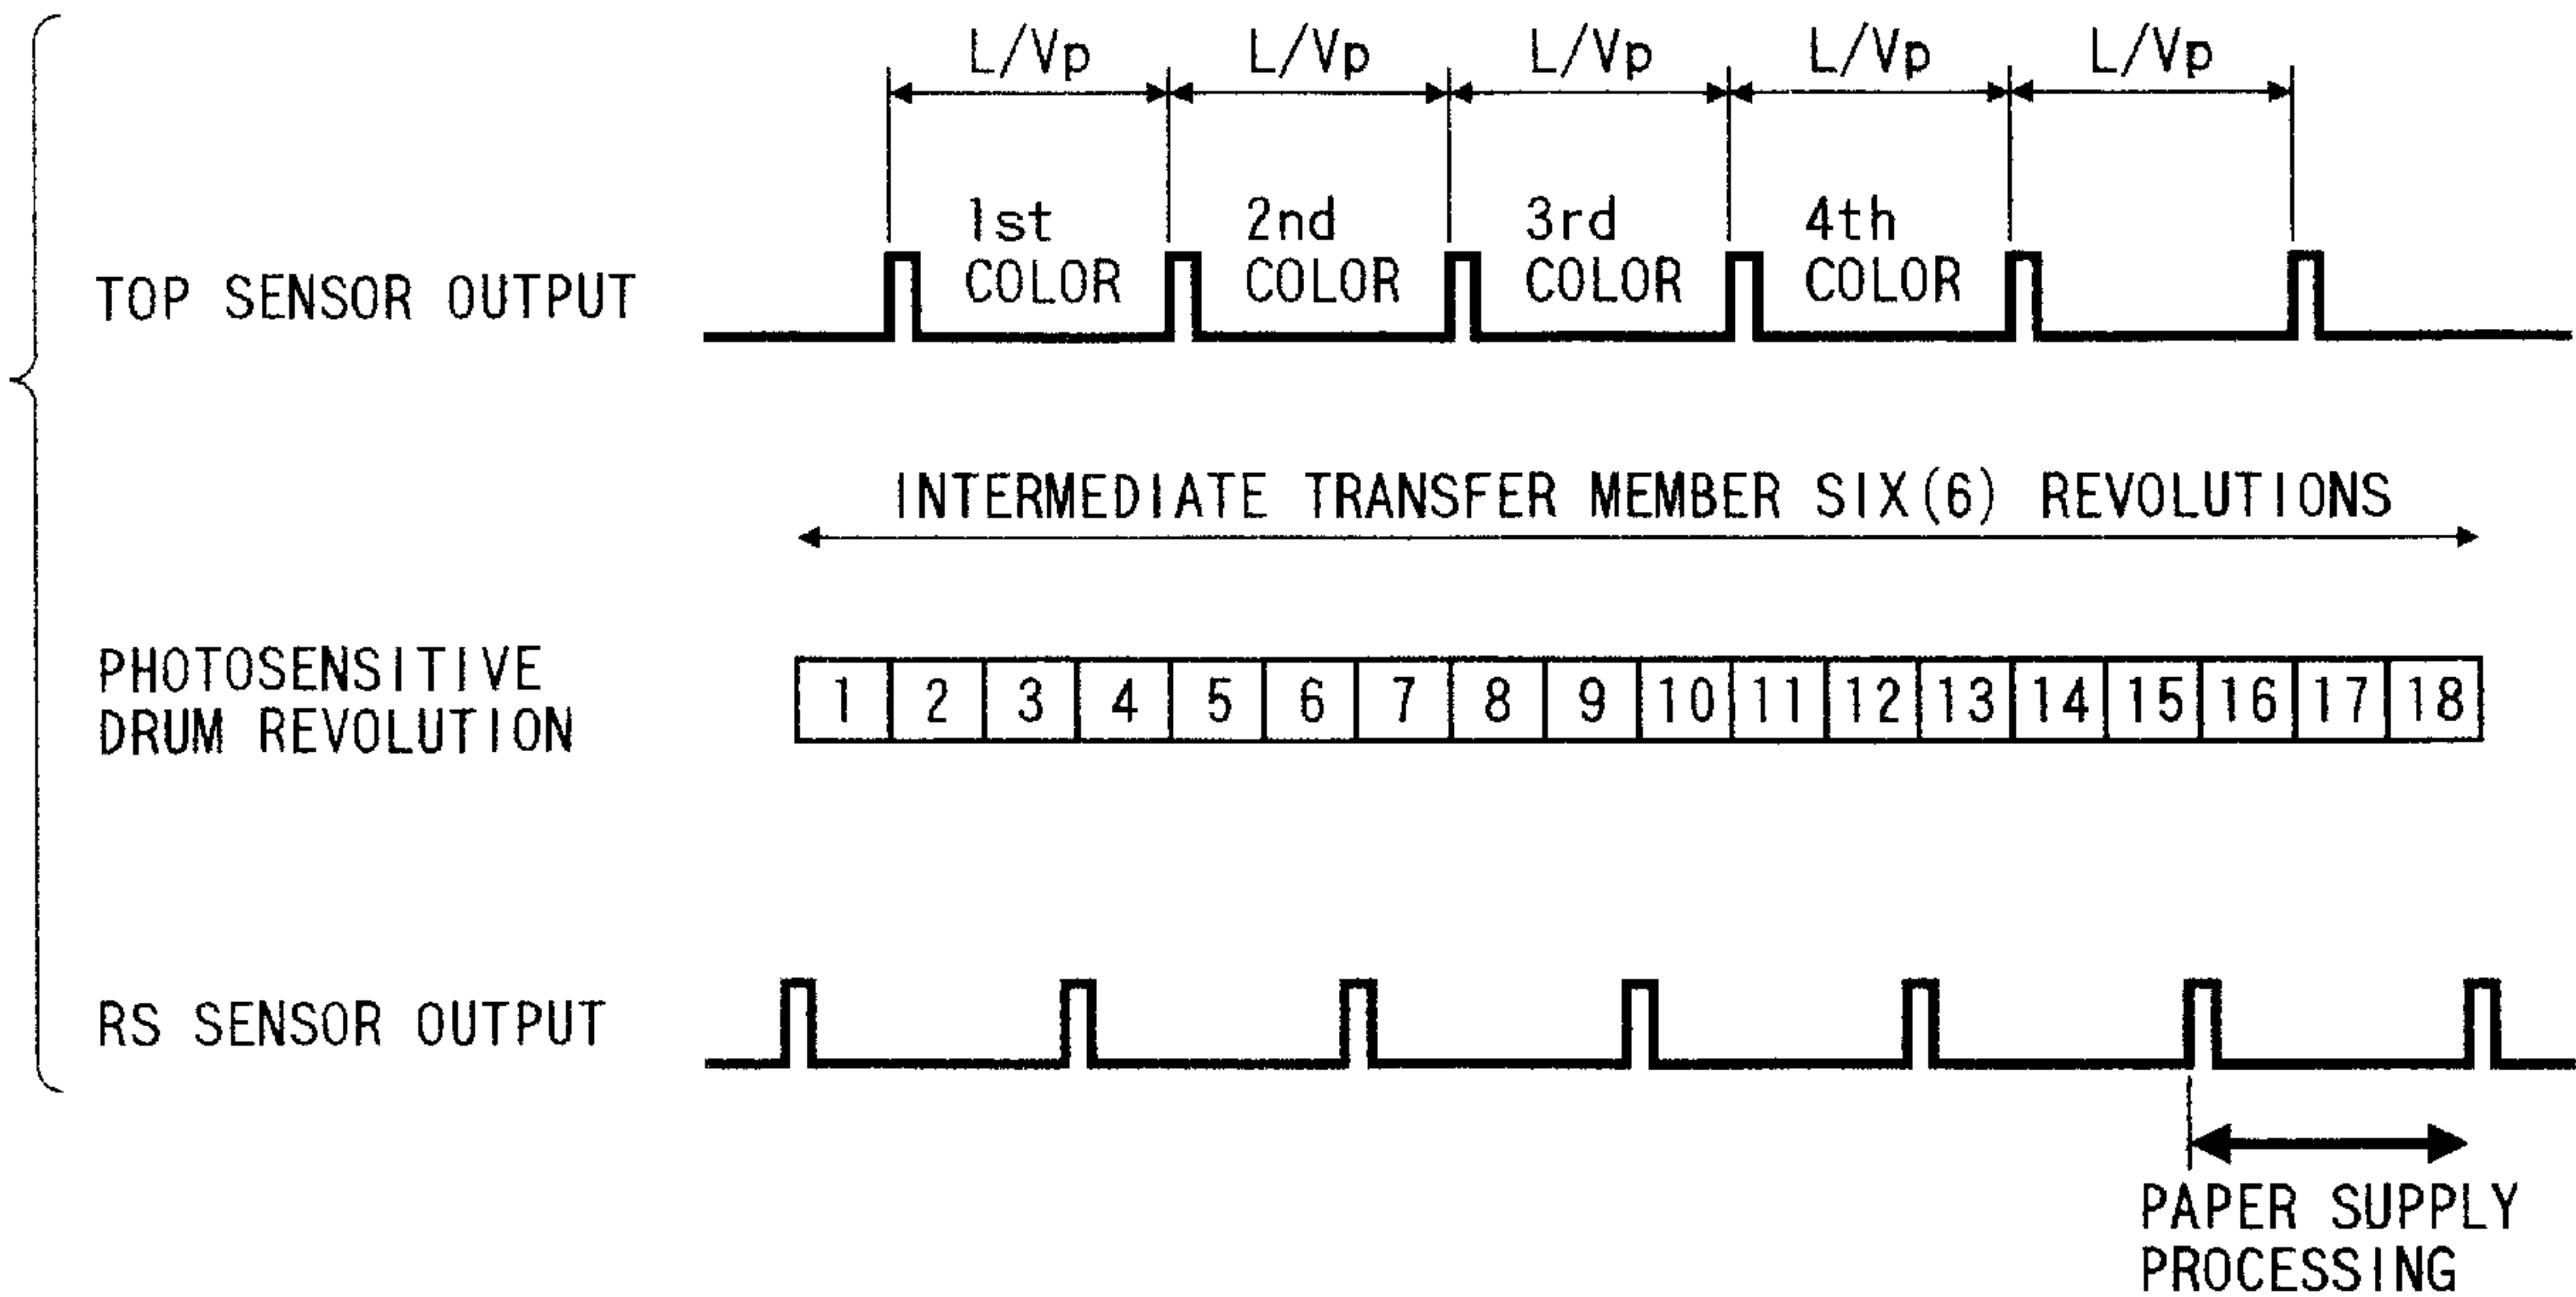 L/Vp L/Vp L/Vp L/Vp L/Vp
1st COLOR
2nd COLOR
3rd COLOR
4th COLOR
TOP SENSOR OUTPUT
INTERMEDIATE TRANSFER MEMBER SIX(6) REVOLUTIONS
PHOTOSENSITIVE
DRUM REVOLUTION
1 2 3 4 5 6 7 8 9 10 11 12 13 14 15 16 17 18
RS SENSOR OUTPUT
PAPER SUPPLY
PROCESSING